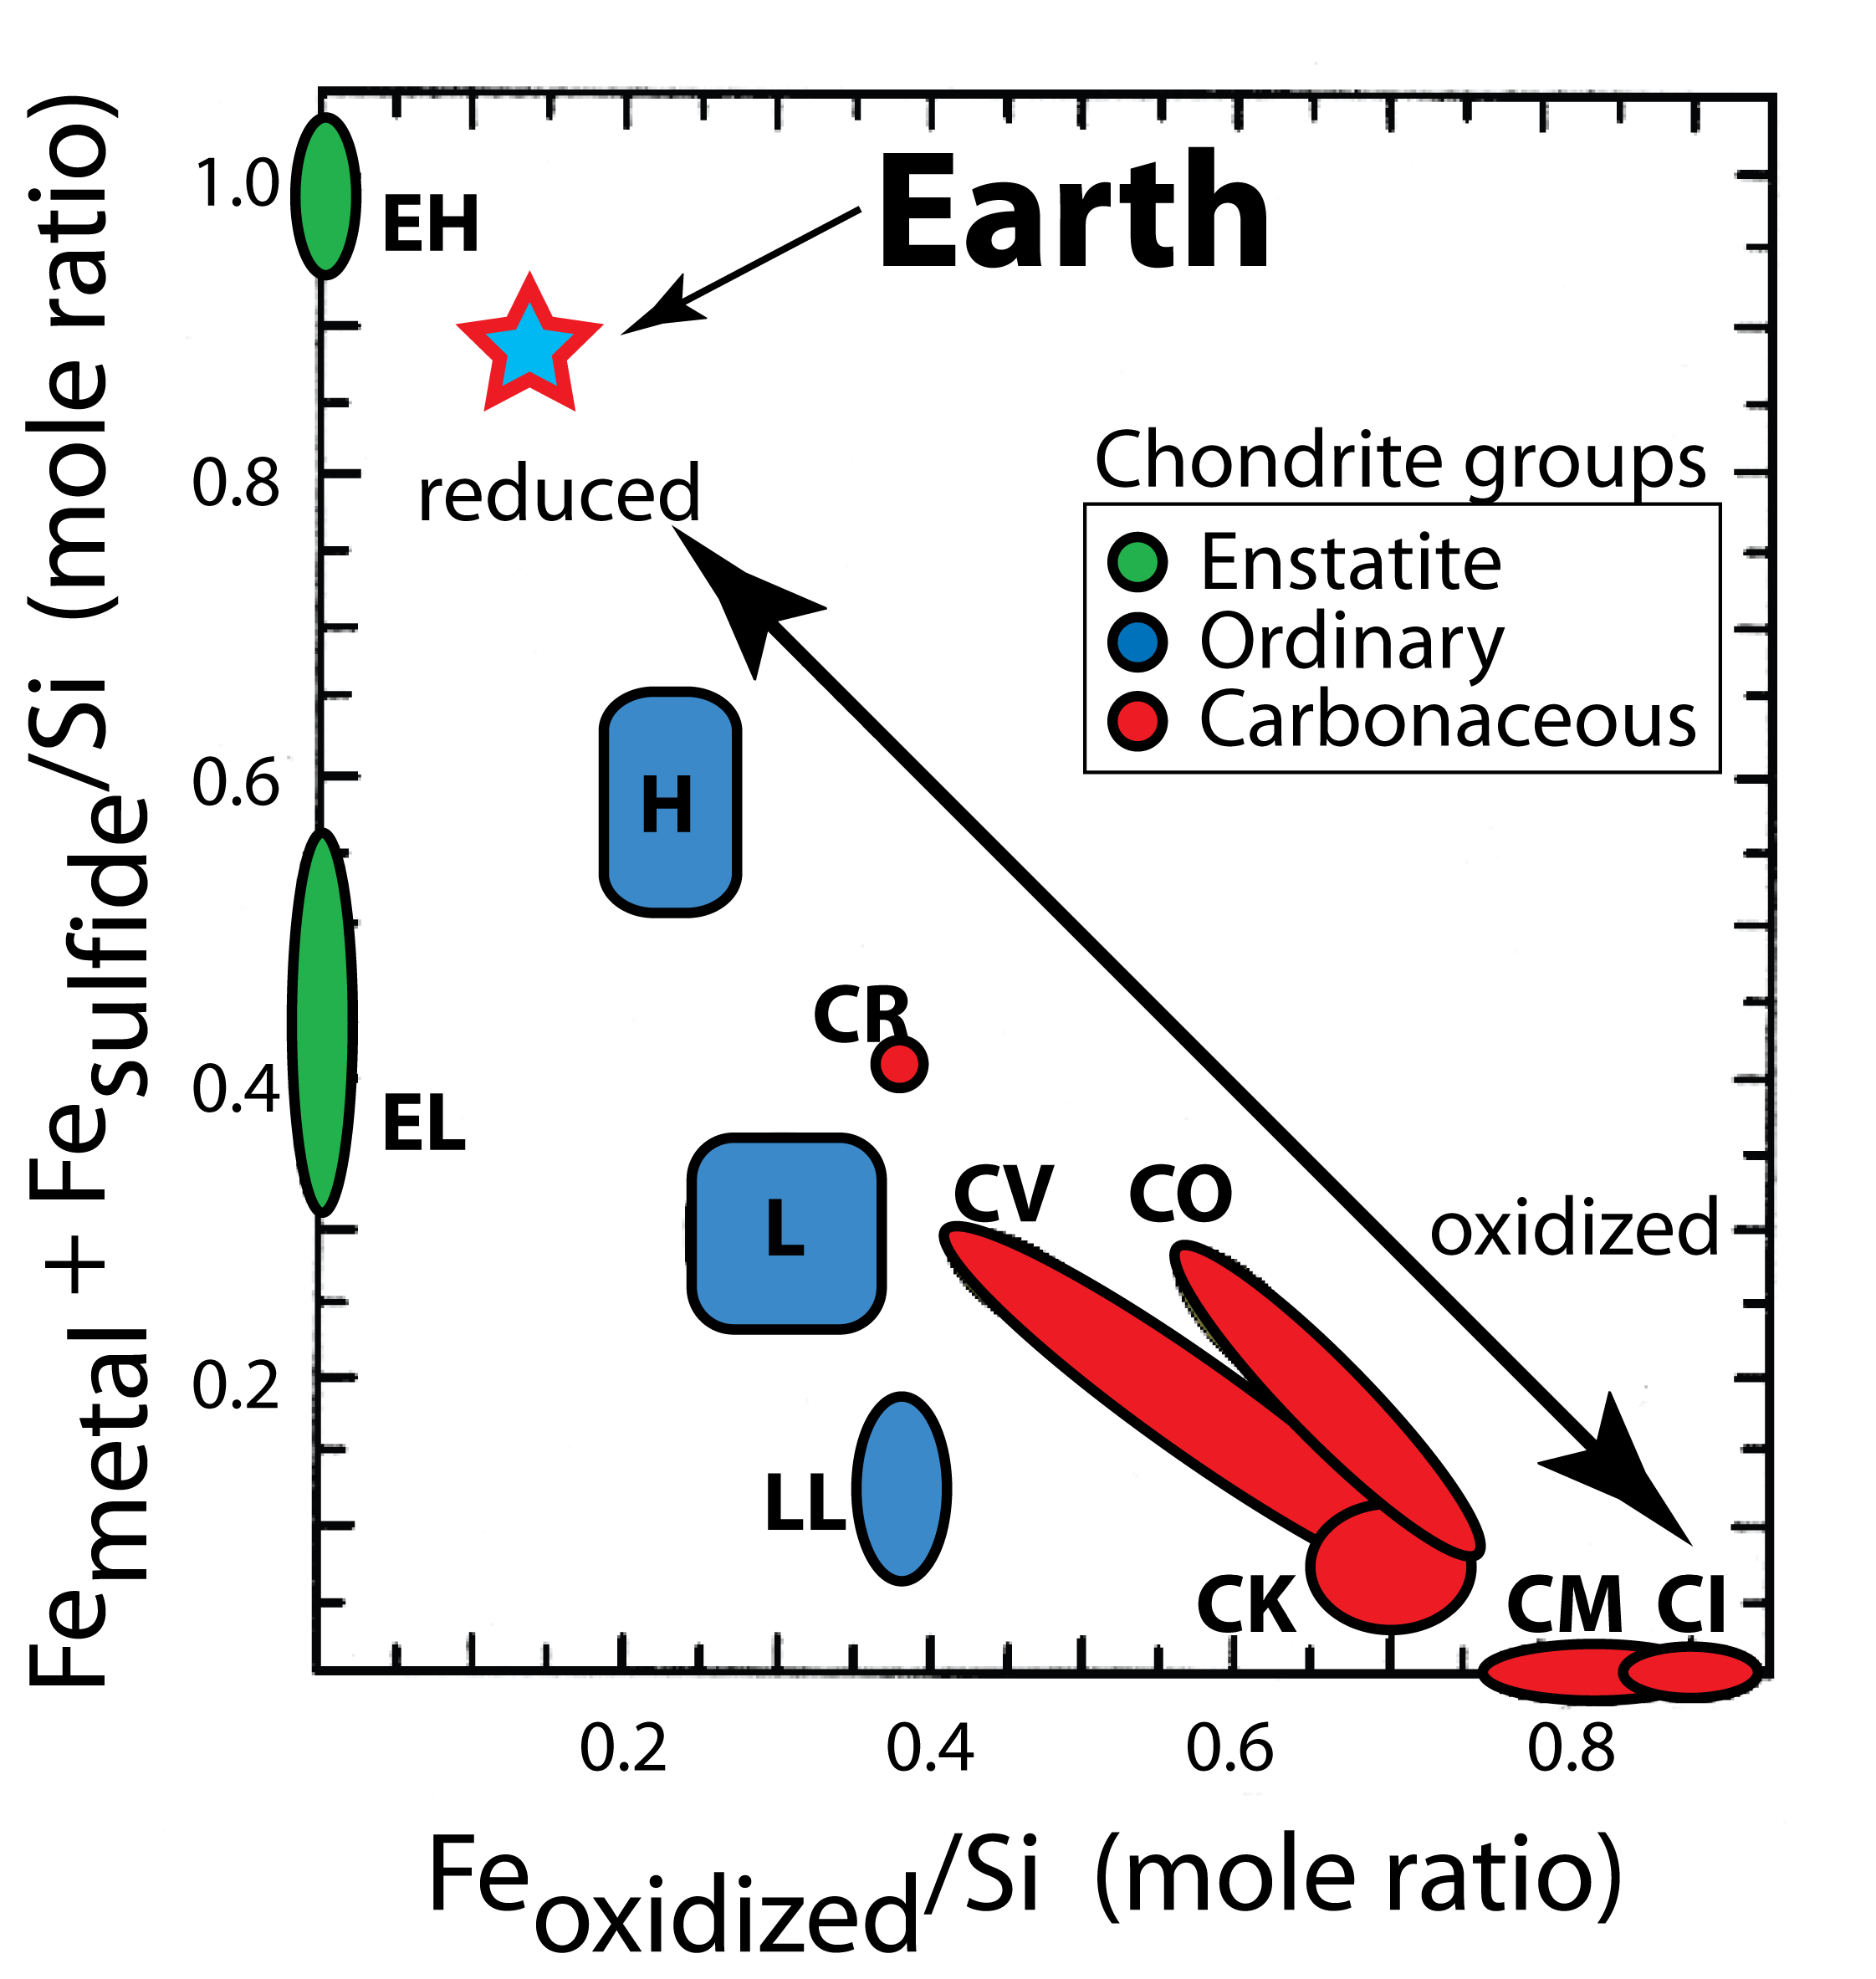 Femetal + Fesulfide/Si (mole ratio)
1.0
0.8
0.6
0.4
0.2
EH
Earth
reduced
Chondrite groups
Enstatite
Ordinary
Carbonaceous
H
CR
EL
L
CV
CO
oxidized
LL
CK
CM
CI
0.2
0.4
0.6
0.8
Feoxidized/Si (mole ratio)